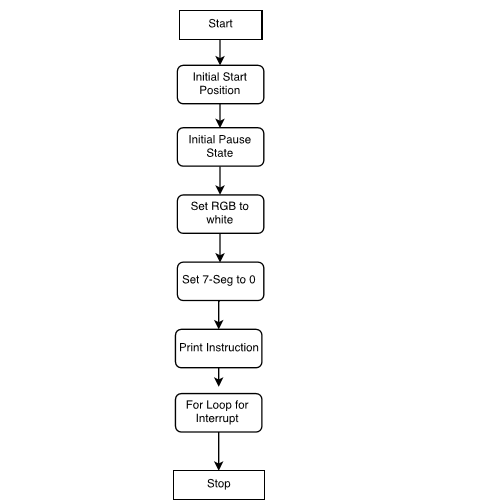 Start
Initial Start
Position
Initial Pause
State
Set RGB to
white
Set 7-Seg to 0
Print Instruction
For Loop for
Interrupt
Stop